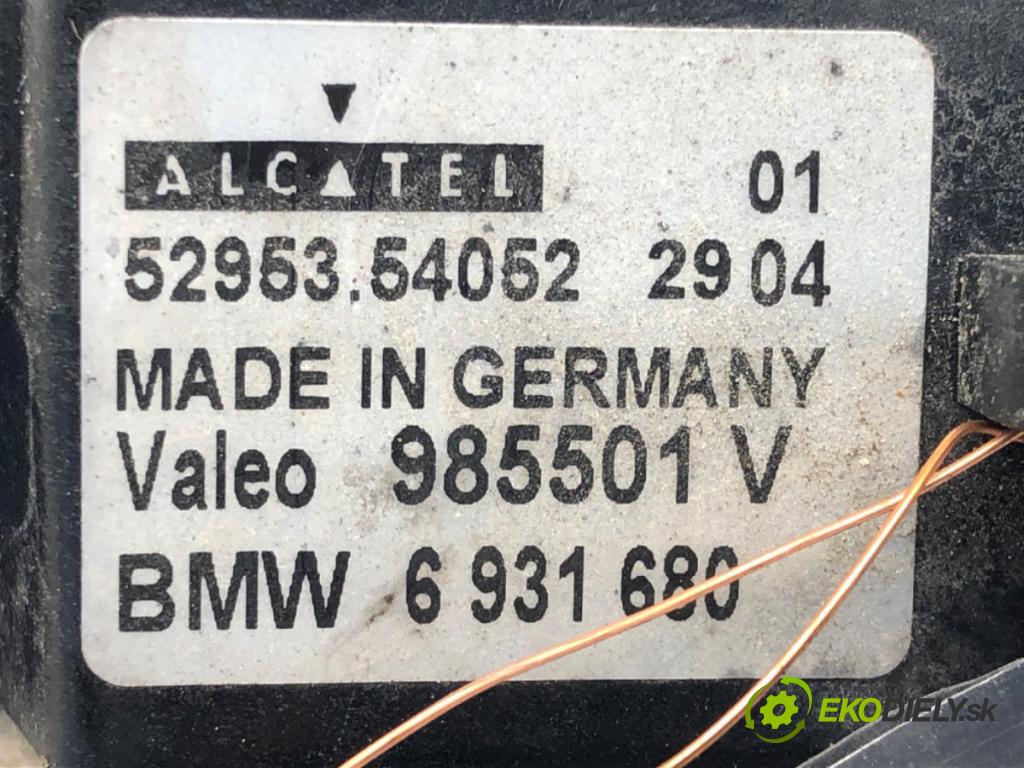 ALCATEL 01
52953.54052 29 04
MADE IN GERMANY
Valeo 985501 V
BMW 6 931 680
EKODIELY.sk